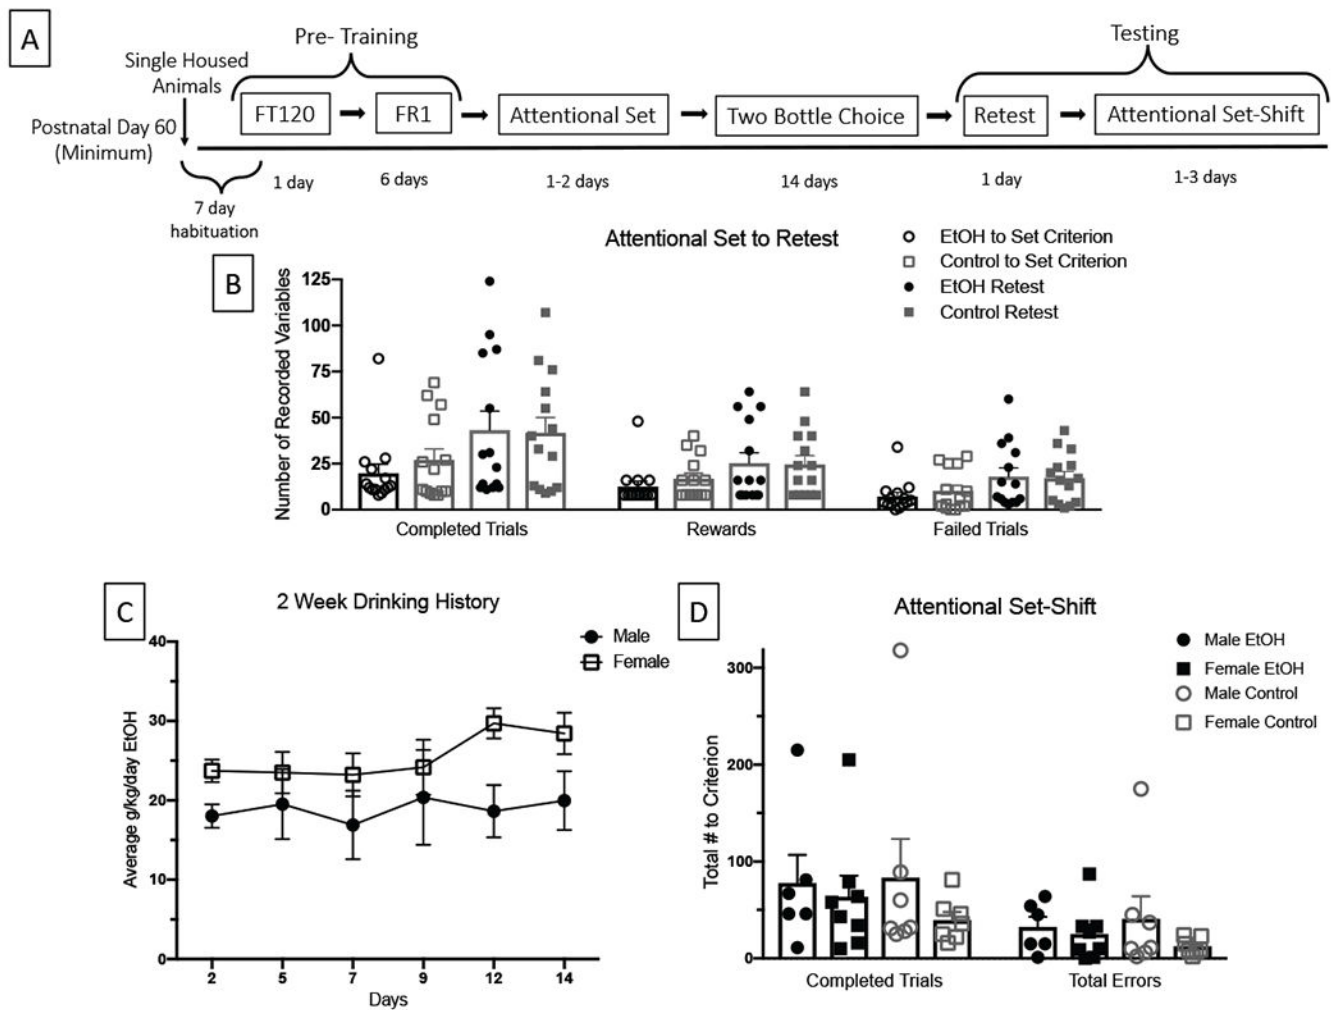 A
Pre- Training
Testing
Single Housed
Animals
FT120
FR1
Attentional Set
Two Bottle Choice
Retest
Attentional Set-Shift
Postnatal Day 60
(Minimum)
1 day
6 days
1-2 days
14 days
1 day
1-3 days
7 day
habituation
B
Attentional Set to Retest
EtOH to Set Criterion
Control to Set Criterion
EtOH Retest
Control Retest
Number of Recorded Variables
125
100
75
50
25
0
Completed Trials
Rewards
Failed Trials
C
2 Week Drinking History
Male
Female
Average g/kg/day EtOH
40
30
20
10
0
2
5
7
9
12
14
Days
D
Attentional Set-Shift
Male EtOH
Female EtOH
Male Control
Female Control
Total # to Criterion
300
200
100
0
Completed Trials
Total Errors